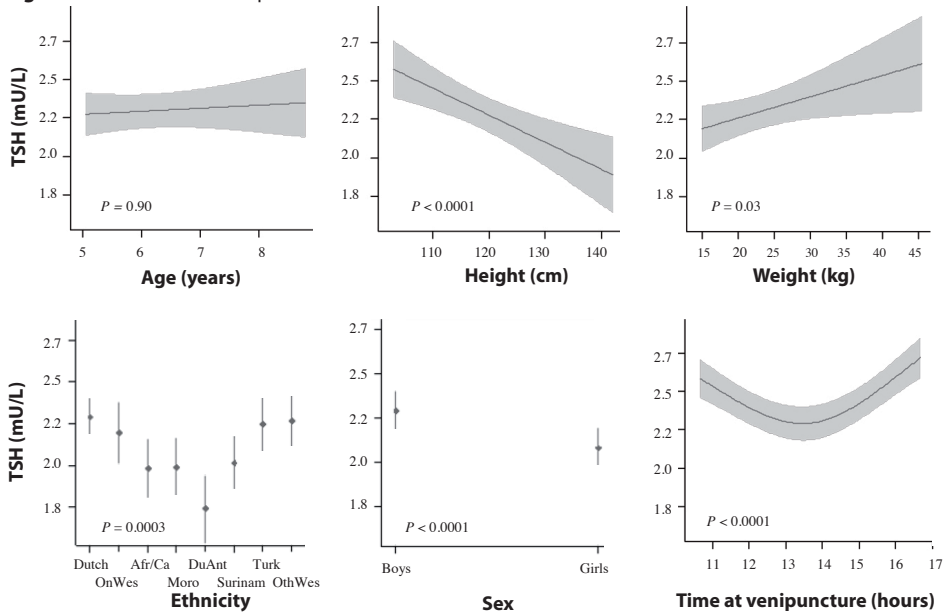 2.7
2.5
2.2
2.0
1.8
TSH (mU/L)
P = 0.90
5 6 7 8
Age (years)
2.7
2.5
2.2
2.0
1.8
P < 0.0001
110 120 130 140
Height (cm)
2.7
2.5
2.2
2.0
1.8
P = 0.03
15 20 25 30 35 40 45
Weight (kg)
2.7
2.5
2.2
2.0
1.8
TSH (mU/L)
P = 0.0003
Dutch Afr/Ca DuAnt Turk
OnWes Moro Surinam OthWes
Ethnicity
2.7
2.5
2.2
2.0
1.8
P < 0.0001
Boys Girls
Sex
2.7
2.5
2.2
2.0
1.8
P < 0.0001
11 12 13 14 15 16 17
Time at venipuncture (hours)